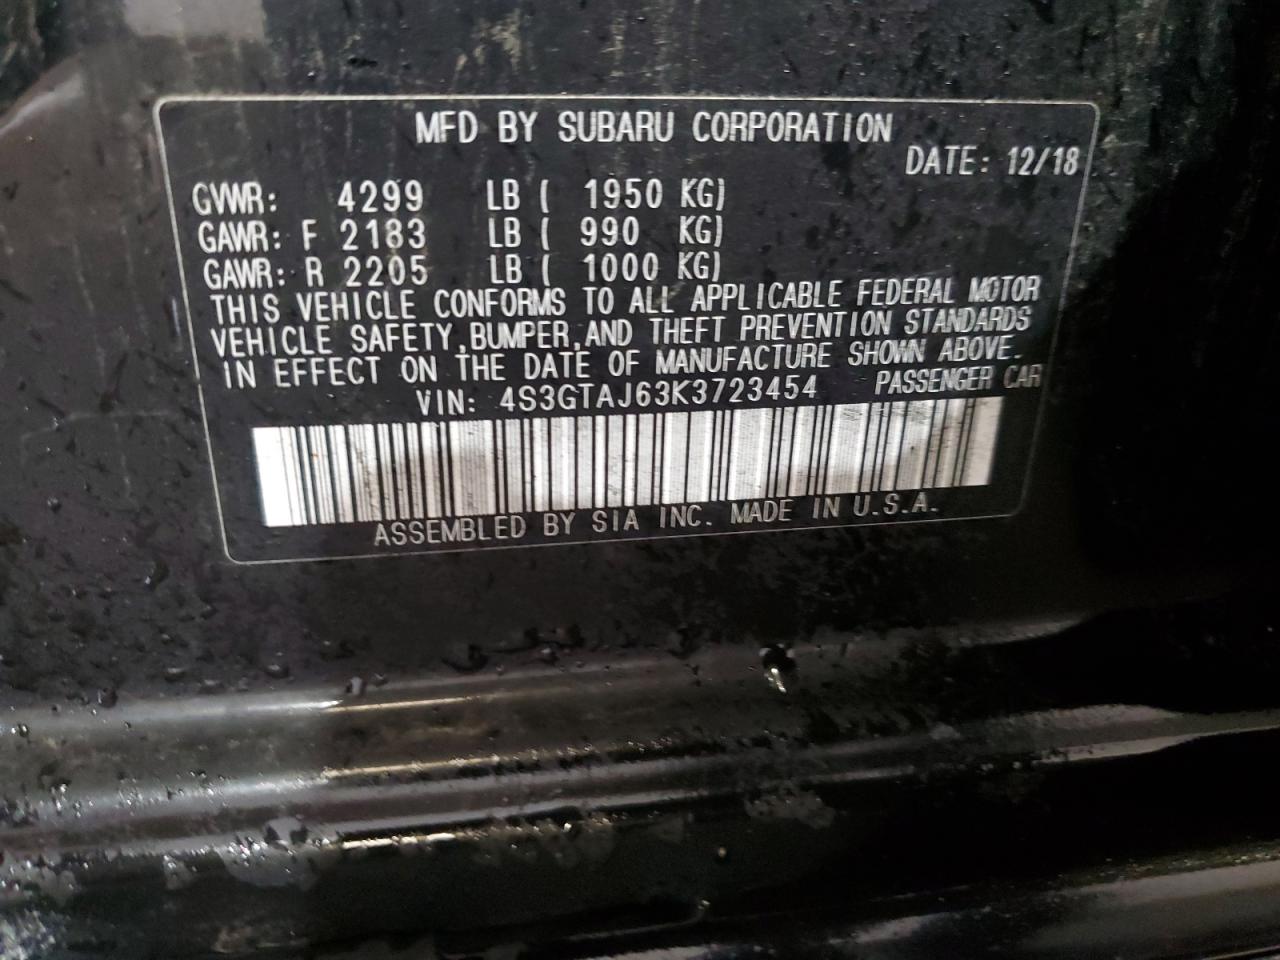 MFD BY SUBARU CORPORATION
DATE: 12/18
GVWR: 4299 LB ( 1950 KG)
GAWR: F 2183 LB ( 990 KG)
GAWR: R 2205 LB ( 1000 KG)
THIS VEHICLE CONFORMS TO ALL APPLICABLE FEDERAL MOTOR
VEHICLE SAFETY,BUMPER,AND THEFT PREVENTION STANDARDS
IN EFFECT ON THE DATE OF MANUFACTURE SHOWN ABOVE.
VIN: 4S3GTAJ63K3723454 PASSENGER CAR
ASSEMBLED BY SIA INC. MADE IN U.S.A.